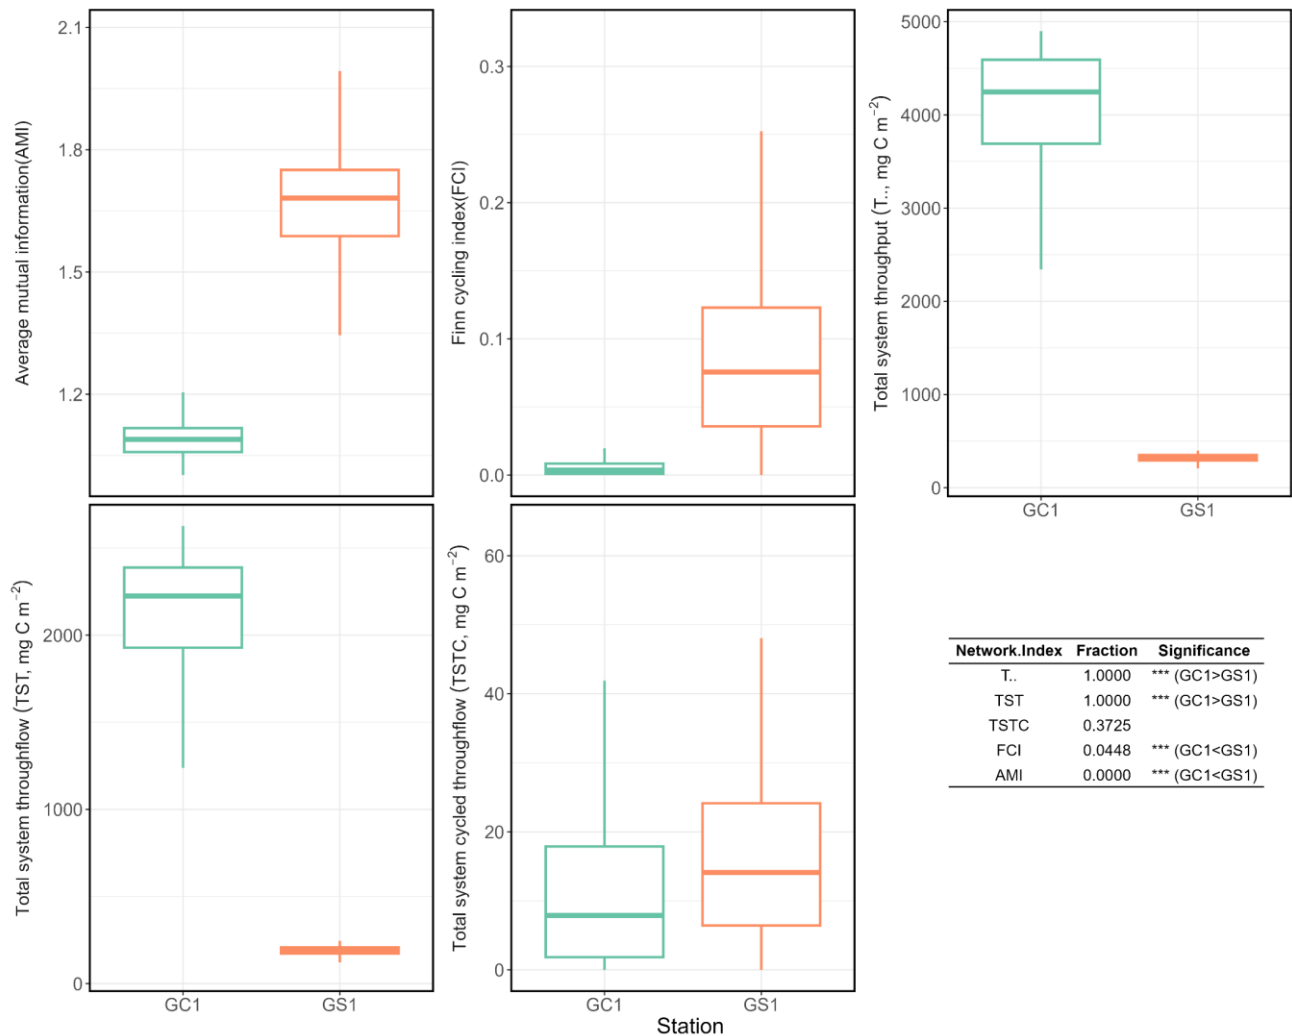 Average mutual information(AMI)
2.1
1.8
1.5
1.2
Finn cycling index(FCI)
0.3
0.2
0.1
0.0
Total system throughput (T.., mg C m⁻²)
5000
4000
3000
2000
1000
0
GC1 GS1
Total system throughflow (TST, mg C m⁻²)
2000
1000
0
GC1 GS1
Total system cycled throughflow (TSTC, mg C m⁻²)
60
40
20
0
GC1 GS1
Station
Network.Index Fraction Significance
T.. 1.0000 *** (GC1>GS1)
TST 1.0000 *** (GC1>GS1)
TSTC 0.3725
FCI 0.0448 *** (GC1<GS1)
AMI 0.0000 *** (GC1<GS1)